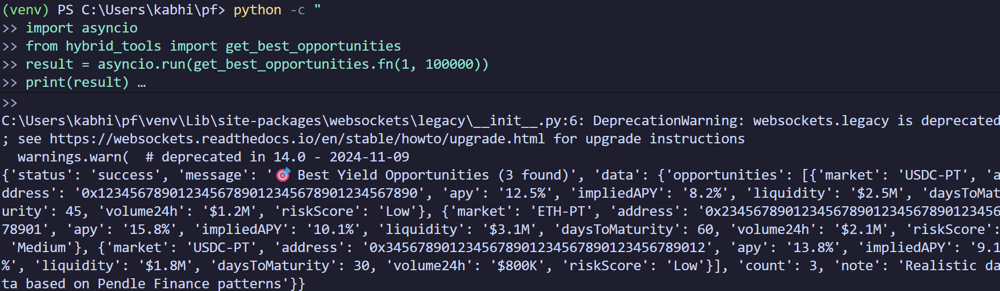 (venv) PS C:\Users\kabhi\pf> python -c "
>> import asyncio
>> from hybrid_tools import get_best_opportunities
>> result = asyncio.run(get_best_opportunities.fn(1, 100000))
>> print(result) …
>>
C:\Users\kabhi\pf\venv\Lib\site-packages\websockets\legacy\__init__.py:6: DeprecationWarning: websockets.legacy is deprecated
; see https://websockets.readthedocs.io/en/stable/howto/upgrade.html for upgrade instructions
  warnings.warn(  # deprecated in 14.0 - 2024-11-09
{'status': 'success', 'message': '🎯 Best Yield Opportunities (3 found)', 'data': {'opportunities': [{'market': 'USDC-PT', 'a
ddress': '0x1234567890123456789012345678901234567890', 'apy': '12.5%', 'impliedAPY': '8.2%', 'liquidity': '$2.5M', 'daysToMat
urity': 45, 'volume24h': '$1.2M', 'riskScore': 'Low'}, {'market': 'ETH-PT', 'address': '0x23456789012345678901234567890123456
78901', 'apy': '15.8%', 'impliedAPY': '10.1%', 'liquidity': '$3.1M', 'daysToMaturity': 60, 'volume24h': '$2.1M', 'riskScore':
 'Medium'}, {'market': 'USDC-PT', 'address': '0x3456789012345678901234567890123456789012', 'apy': '13.8%', 'impliedAPY': '9.1
%', 'liquidity': '$1.8M', 'daysToMaturity': 30, 'volume24h': '$800K', 'riskScore': 'Low'}], 'count': 3, 'note': 'Realistic da
ta based on Pendle Finance patterns'}}